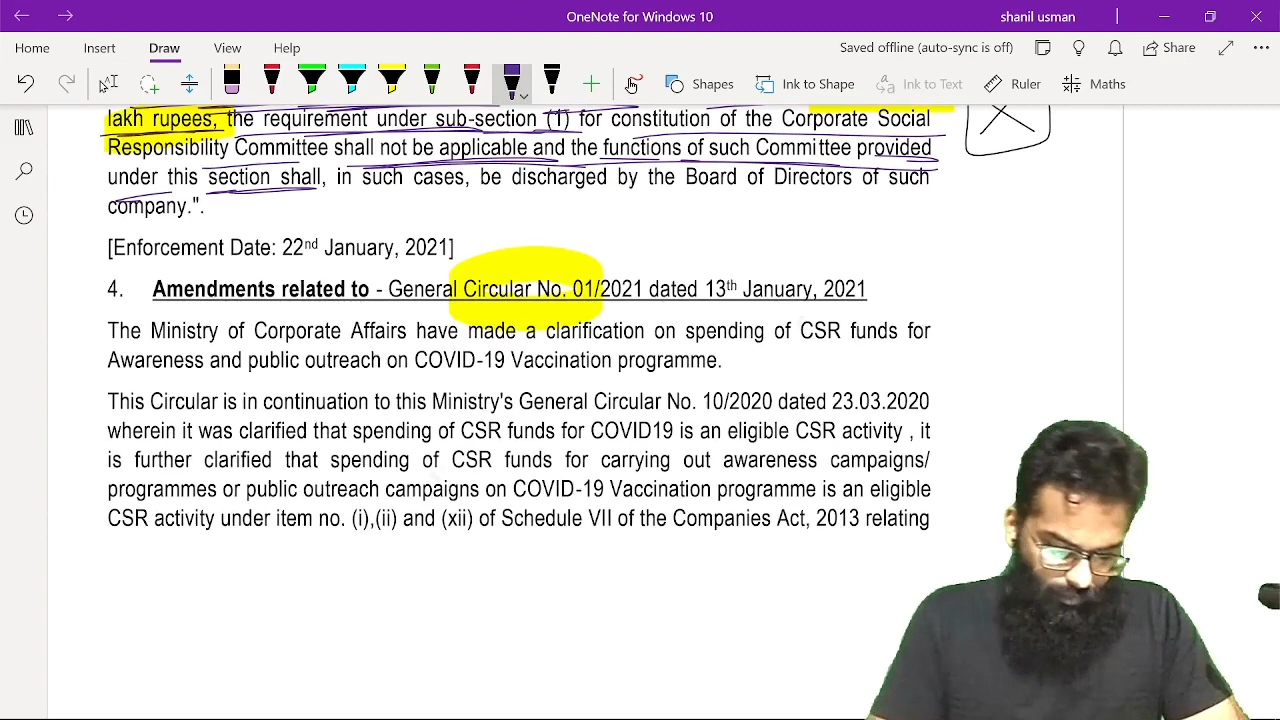 OneNote for Windows 10
shanil usman
Home Insert Draw View Help
Saved offline (auto-sync is off)
Share
Shapes
Ink to Shape
Ink to Text
Ruler
Maths
lakh rupees, the requirement under sub-section (1) for constitution of the Corporate Social
Responsibility Committee shall not be applicable and the functions of such Committee provided
under this section shall, in such cases, be discharged by the Board of Directors of such
company.".
[Enforcement Date: 22nd January, 2021]
4. Amendments related to - General Circular No. 01/2021 dated 13th January, 2021
The Ministry of Corporate Affairs have made a clarification on spending of CSR funds for
Awareness and public outreach on COVID-19 Vaccination programme.
This Circular is in continuation to this Ministry's General Circular No. 10/2020 dated 23.03.2020
wherein it was clarified that spending of CSR funds for COVID19 is an eligible CSR activity , it
is further clarified that spending of CSR funds for carrying out awareness campaigns/
programmes or public outreach campaigns on COVID-19 Vaccination programme is an eligible
CSR activity under item no. (i),(ii) and (xii) of Schedule VII of the Companies Act, 2013 relating